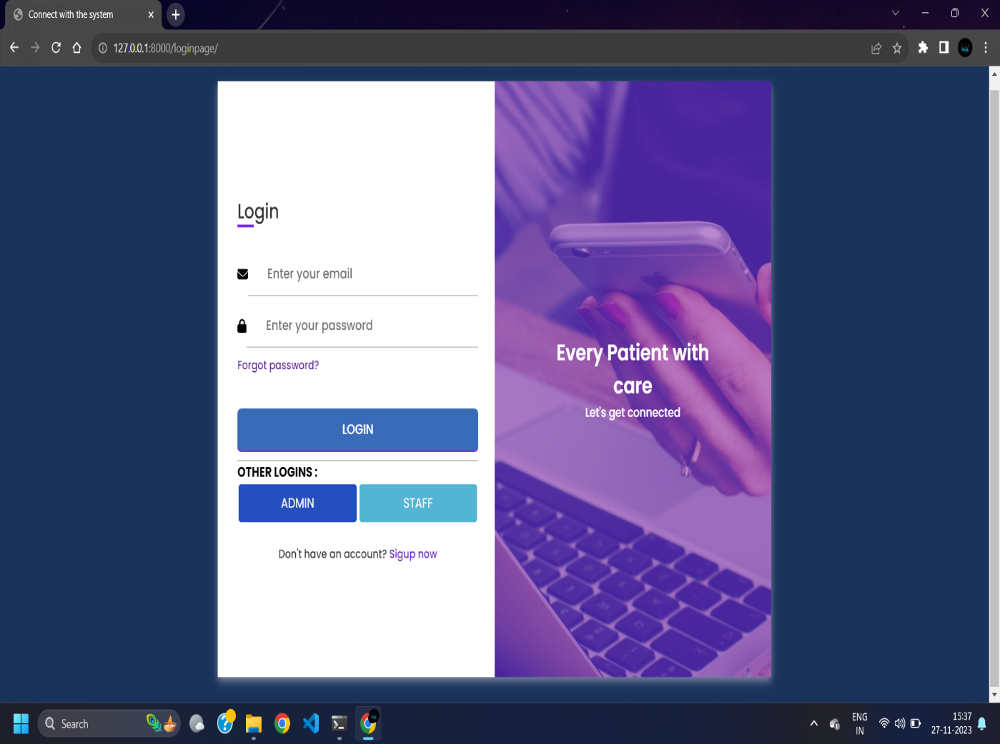 Connect with the system
127.0.0.1:8000/loginpage/
Login
Enter your email
Enter your password
Forgot password?
LOGIN
OTHER LOGINS :
ADMIN
STAFF
Don't have an account? Sigup now
Every Patient with
care
Let's get connected
Search
ENG
IN
15:37
27-11-2023